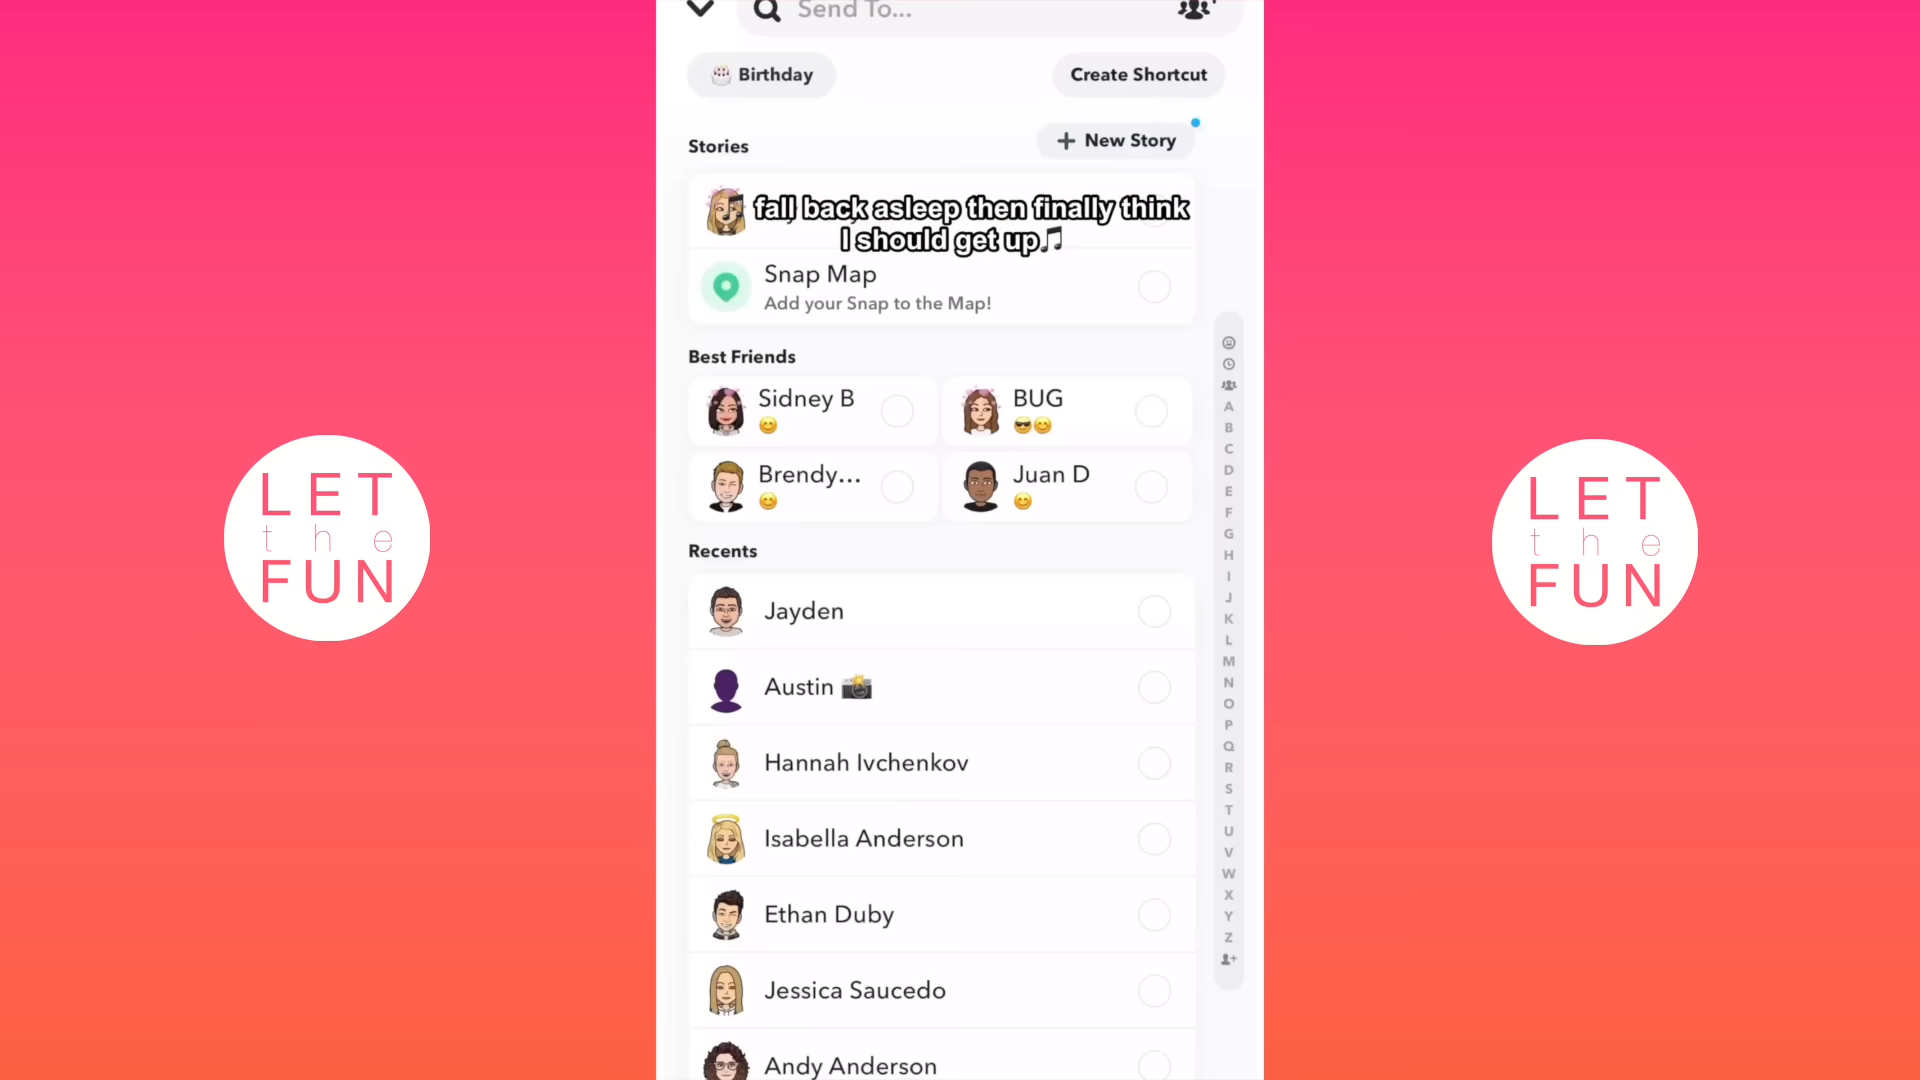 Send To...
🎂 Birthday
Create Shortcut
Stories
+ New Story
🎵 fall back asleep then finally think
I should get up🎵
Snap Map
Add your Snap to the Map!
Best Friends
Sidney B
😊
BUG
😎😊
Brendy...
😊
Juan D
😊
Recents
Jayden
Austin 📸
Hannah Ivchenkov
Isabella Anderson
Ethan Duby
Jessica Saucedo
Andy Anderson
A
B
C
D
E
F
G
H
I
J
K
L
M
N
O
P
Q
R
S
T
U
V
W
X
Y
Z
LET
the
FUN
LET
the
FUN